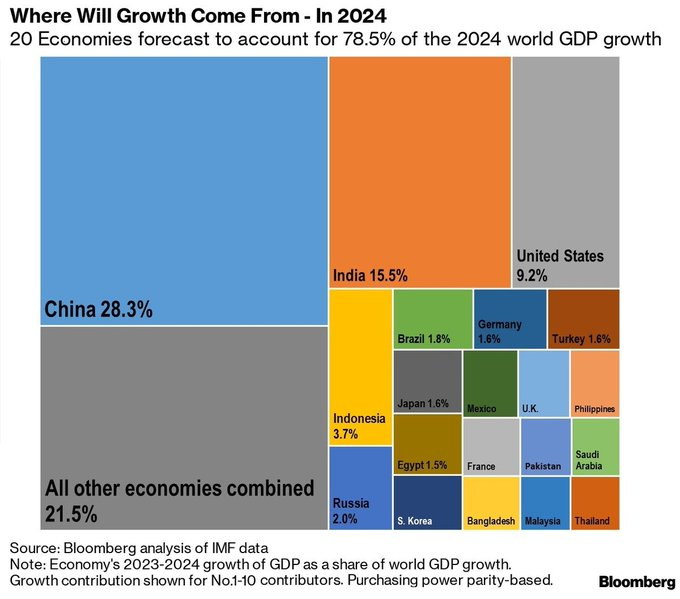 Where Will Growth Come From - In 2024
20 Economies forecast to account for 78.5% of the 2024 world GDP growth
China 28.3%
India 15.5%
United States
9.2%
Indonesia
3.7%
Brazil 1.8%
Germany
1.6%
Turkey 1.6%
Japan 1.6%
Mexico
U.K.
Philippines
Egypt 1.5%
France
Pakistan
Saudi
Arabia
All other economies combined
21.5%
Russia
2.0%
S. Korea
Bangladesh
Malaysia
Thailand
Source: Bloomberg analysis of IMF data
Note: Economy's 2023-2024 growth of GDP as a share of world GDP growth.
Growth contribution shown for No.1-10 contributors. Purchasing power parity-based.
Bloomberg